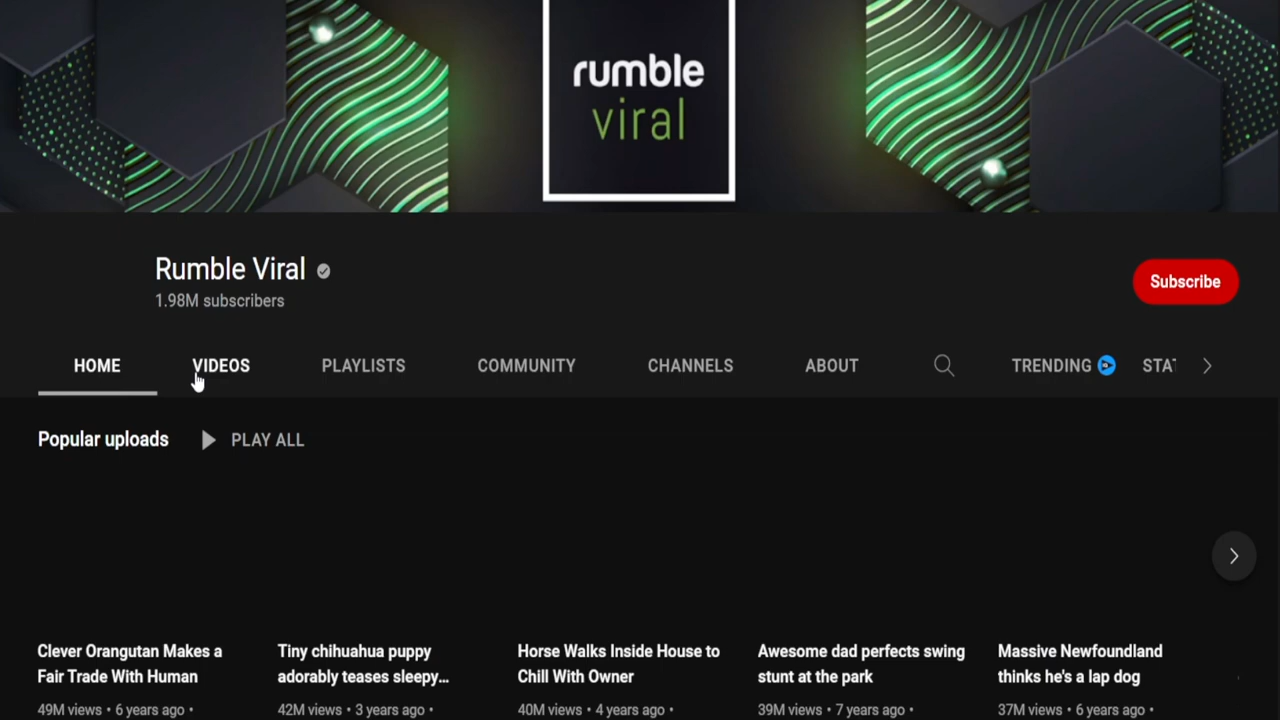 rumble
viral
Rumble Viral
1.98M subscribers
Subscribe
HOME VIDEOS PLAYLISTS COMMUNITY CHANNELS ABOUT TRENDING STAT
Popular uploads PLAY ALL
Clever Orangutan Makes a
Fair Trade With Human
49M views • 6 years ago •
Tiny chihuahua puppy
adorably teases sleepy...
42M views • 3 years ago •
Horse Walks Inside House to
Chill With Owner
40M views • 4 years ago •
Awesome dad perfects swing
stunt at the park
39M views • 7 years ago •
Massive Newfoundland
thinks he's a lap dog
37M views • 6 years ago •